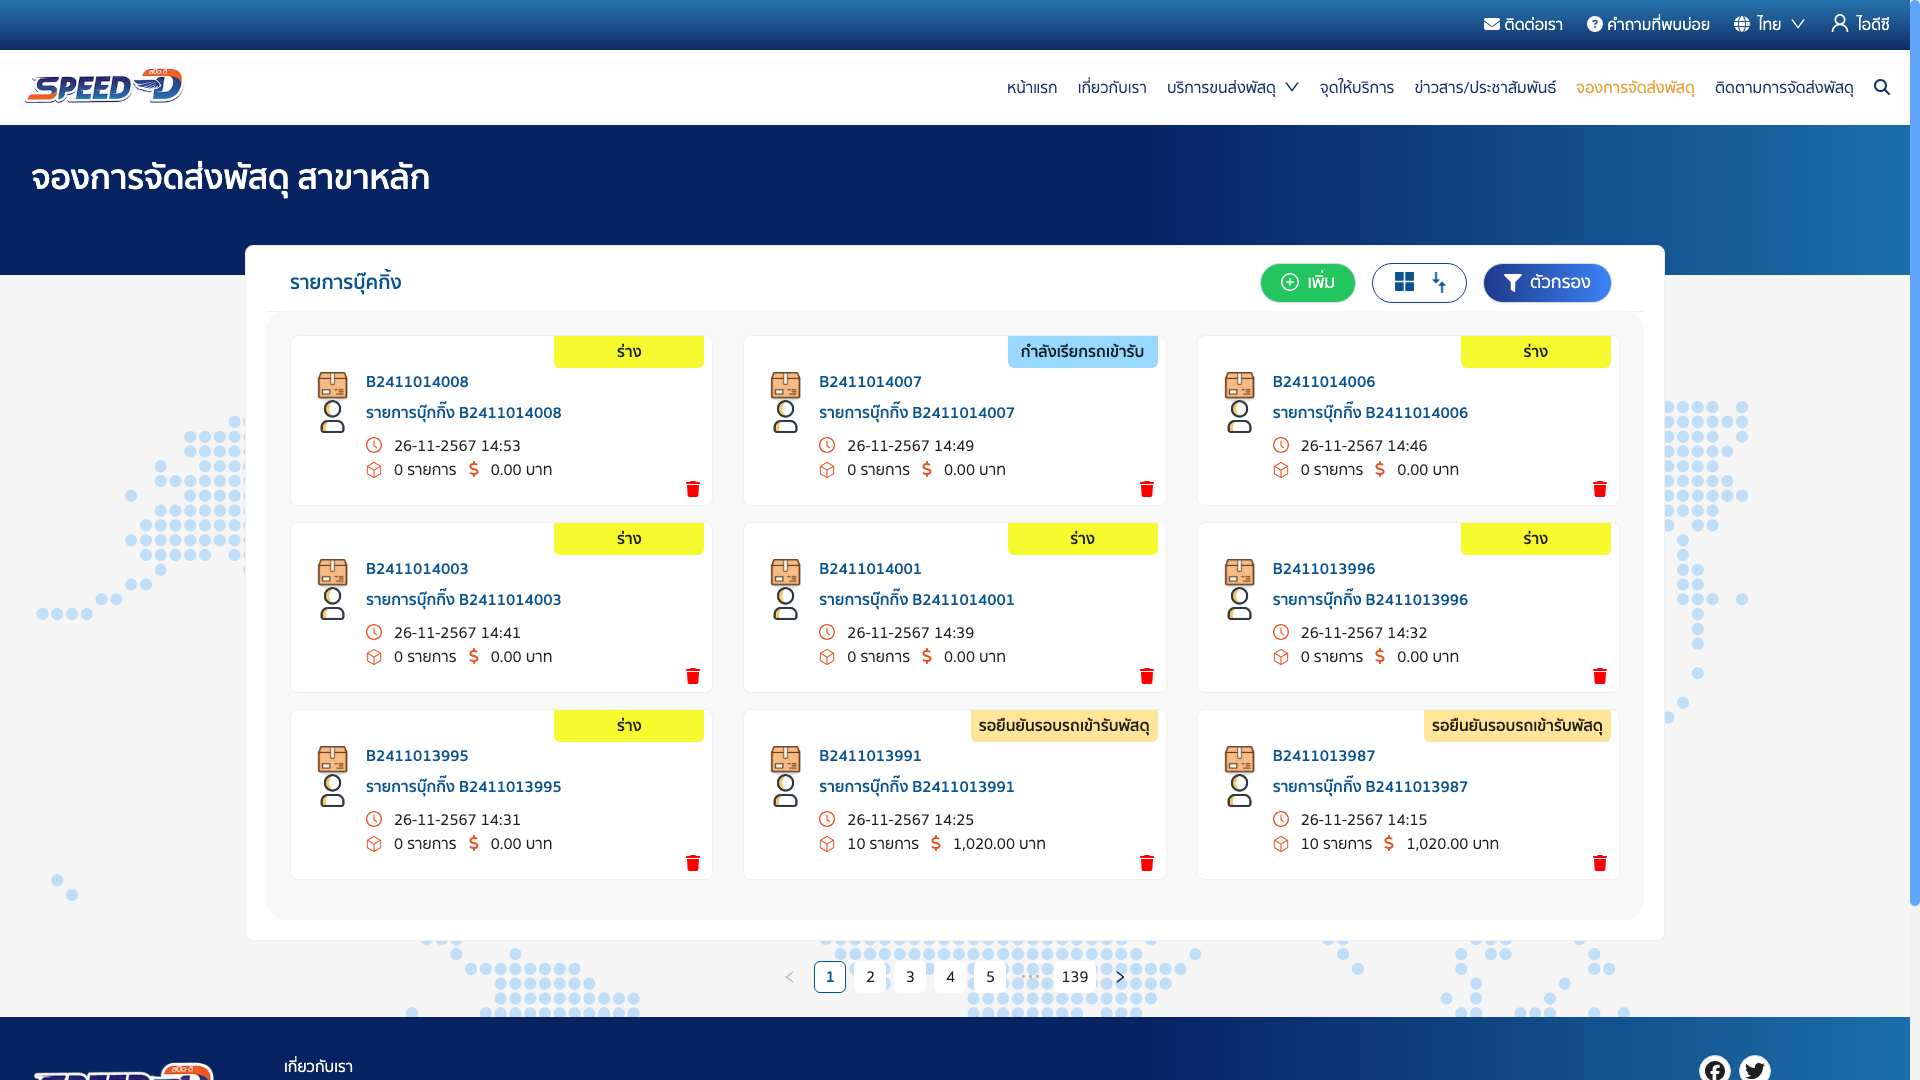 ติดต่อเรา
คำถามที่พบบ่อย
ไทย
ไอดีซี
สปีด-ดี
SPEED-D
หน้าแรก
เกี่ยวกับเรา
บริการขนส่งพัสดุ
จุดให้บริการ
ข่าวสาร/ประชาสัมพันธ์
จองการจัดส่งพัสดุ
ติดตามการจัดส่งพัสดุ
จองการจัดส่งพัสดุ สาขาหลัก
รายการบุ๊คกิ้ง
เพิ่ม
ตัวกรอง
ร่าง
B2411014008
รายการบุ๊กกิ๊ง B2411014008
26-11-2567 14:53
0 รายการ $ 0.00 บาท
กำลังเรียกรถเข้ารับ
B2411014007
รายการบุ๊กกิ๊ง B2411014007
26-11-2567 14:49
0 รายการ $ 0.00 บาท
ร่าง
B2411014006
รายการบุ๊กกิ๊ง B2411014006
26-11-2567 14:46
0 รายการ $ 0.00 บาท
ร่าง
B2411014003
รายการบุ๊กกิ๊ง B2411014003
26-11-2567 14:41
0 รายการ $ 0.00 บาท
ร่าง
B2411014001
รายการบุ๊กกิ๊ง B2411014001
26-11-2567 14:39
0 รายการ $ 0.00 บาท
ร่าง
B2411013996
รายการบุ๊กกิ๊ง B2411013996
26-11-2567 14:32
0 รายการ $ 0.00 บาท
ร่าง
B2411013995
รายการบุ๊กกิ๊ง B2411013995
26-11-2567 14:31
0 รายการ $ 0.00 บาท
รอยืนยันรอบรถเข้ารับพัสดุ
B2411013991
รายการบุ๊กกิ๊ง B2411013991
26-11-2567 14:25
10 รายการ $ 1,020.00 บาท
รอยืนยันรอบรถเข้ารับพัสดุ
B2411013987
รายการบุ๊กกิ๊ง B2411013987
26-11-2567 14:15
10 รายการ $ 1,020.00 บาท
1 2 3 4 5 ••• 139
สปีด-ดี
SPEED-D
เกี่ยวกับเรา